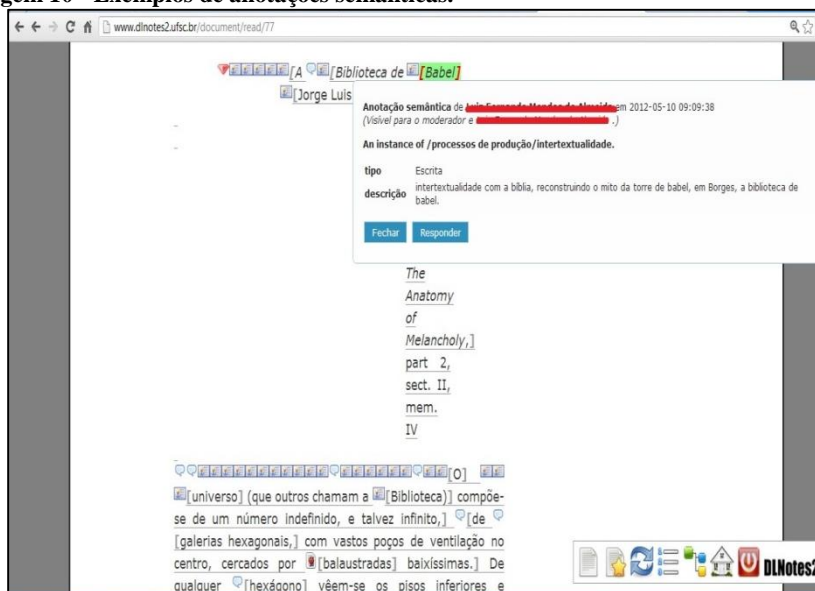 gem 10 - Exemplos de anotações semânticas.
www.dlnotes2.ufsc.br/document/read/77
[A [Biblioteca de [Babel]
[Jorge Luis
Anotação semântica de em 2012-05-10 09:09:38
(Visível para o moderador e .)
An instance of /processos de produção/intertextualidade.
tipo Escrita
descrição intertextualidade com a bíblia, reconstruindo o mito da torre de babel, em Borges, a biblioteca de
babel.
Fechar Responder
The
Anatomy
of
Melancholy,]
part 2,
sect. II,
mem.
IV
[O]
[universo] (que outros chamam a [Biblioteca)] compõe-
se de um número indefinido, e talvez infinito,] [de
[galerias hexagonais,] com vastos poços de ventilação no
centro, cercados por [balaustradas] baixíssimas.] De
qualquer [hexágono] vêem-se os pisos inferiores e
DLNotes2